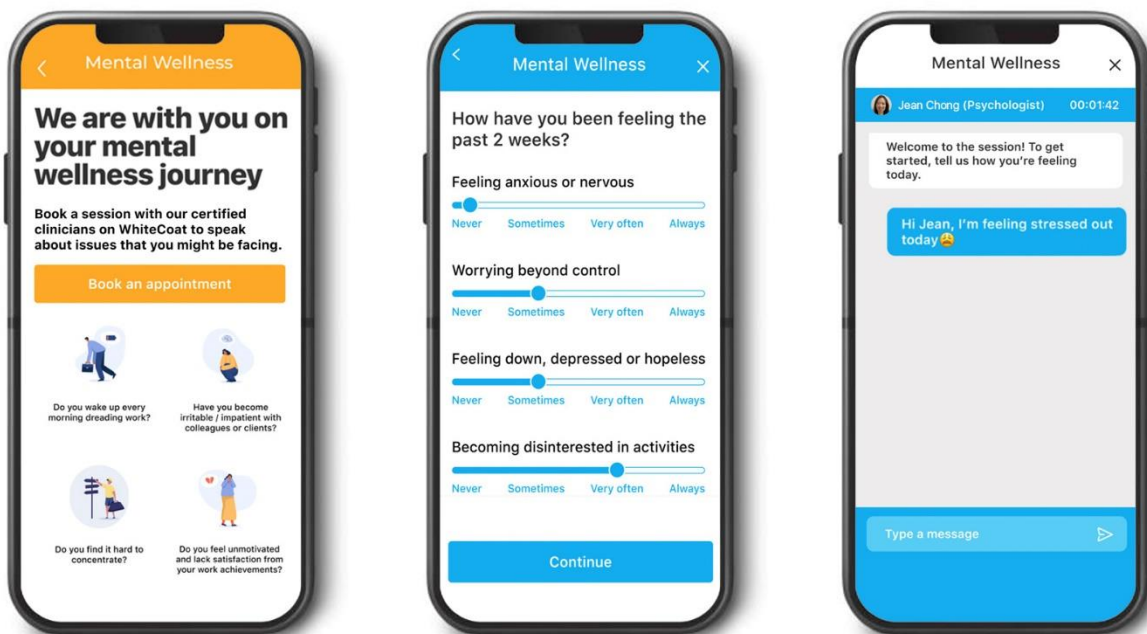 Mental Wellness
We are with you on
your mental
wellness journey
Book a session with our certified
clinicians on WhiteCoat to speak
about issues that you might be facing.
Book an appointment
Do you wake up every
morning dreading work?
Have you become
irritable / impatient with
colleagues or clients?
Do you find it hard to
concentrate?
Do you feel unmotivated
and lack satisfaction from
your work achievements?
Mental Wellness
How have you been feeling the
past 2 weeks?
Feeling anxious or nervous
Never Sometimes Very often Always
Worrying beyond control
Never Sometimes Very often Always
Feeling down, depressed or hopeless
Never Sometimes Very often Always
Becoming disinterested in activities
Never Sometimes Very often Always
Continue
Mental Wellness
Jean Chong (Psychologist) 00:01:42
Welcome to the session! To get
started, tell us how you're feeling
today.
Hi Jean, I'm feeling stressed out
today😩
Type a message